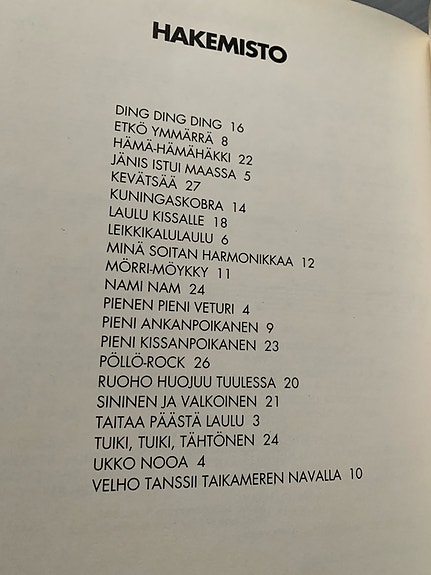 HAKEMISTO
DING DING DING 16
ETKÖ YMMÄRRÄ 8
HÄMÄ-HÄMÄHÄKKI 22
JÄNIS ISTUI MAASSA 5
KEVÄTSÄÄ 27
KUNINGASKOBRA 14
LAULU KISSALLE 18
LEIKKIKALULAULU 6
MINÄ SOITAN HARMONIKKAA 12
MÖRRI-MÖYKKY 11
NAMI NAM 24
PIENEN PIENI VETURI 4
PIENI ANKANPOIKANEN 9
PIENI KISSANPOIKANEN 23
PÖLLÖ-ROCK 26
RUOHO HUOJUU TUULESSA 20
SININEN JA VALKOINEN 21
TAITAA PÄÄSTÄ LAULU 3
TUIKI, TUIKI, TÄHTÖNEN 24
UKKO NOOA 4
VELHO TANSSII TAIKAMEREN NAVALLA 10